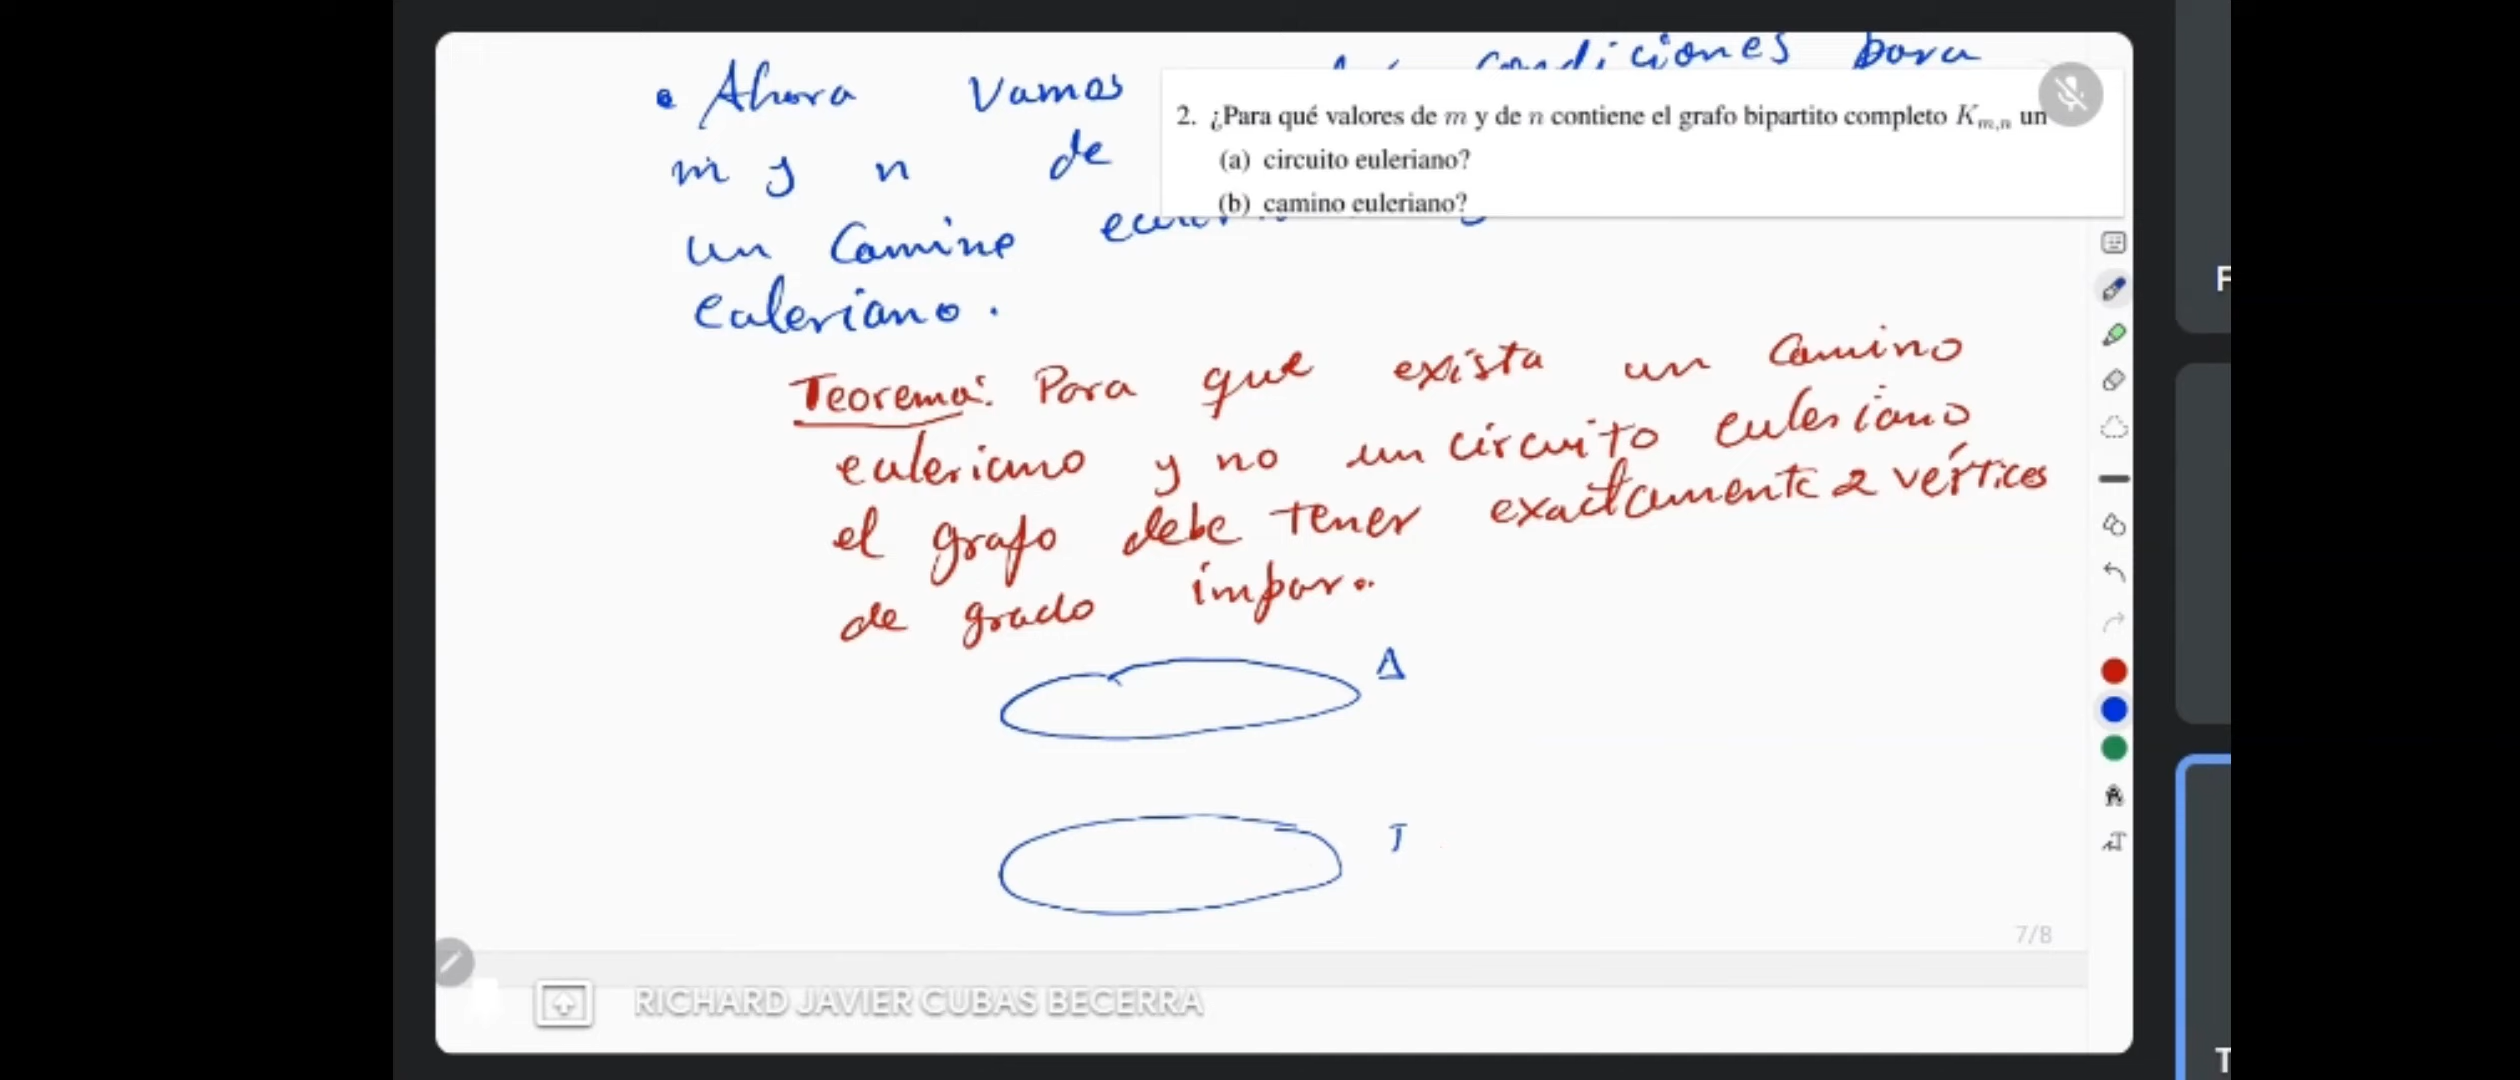 • Ahora vamos condiciones para
2. ¿Para qué valores de m y de n contiene el grafo bipartito completo K_{m,n} un
(a) circuito euleriano?
(b) camino euleriano?
m y n de
un camino
euleriano.
Teorema: Para que exista un camino
euleriano y no un circuito euleriano
el grafo debe tener exactamente 2 vértices
de grado impar.
A
7/8
RICHARD JAVIER CUBAS BECERRA
F
T